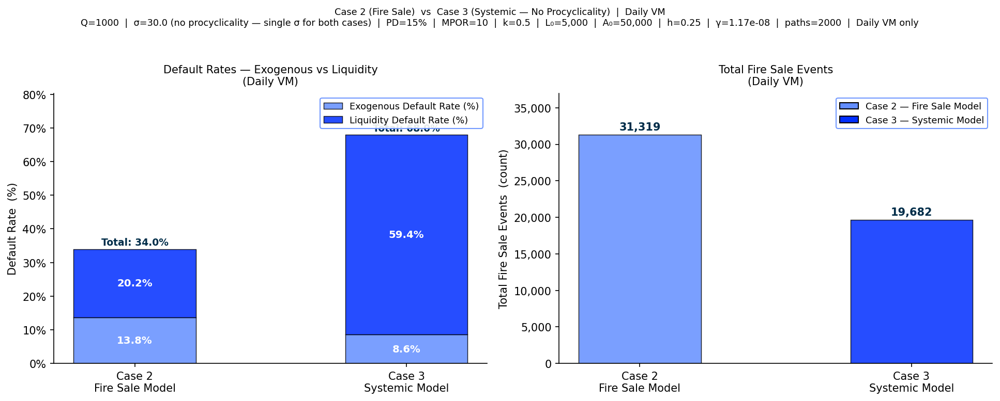 Case 2 (Fire Sale)  vs  Case 3 (Systemic — No Procyclicality)  |  Daily VM
Q=1000  |  σ=30.0 (no procyclicality — single σ for both cases)  |  PD=15%  |  MPOR=10  |  k=0.5  |  L₀=5,000  |  A₀=50,000  |  h=0.25  |  γ=1.17e-08  |  paths=2000  |  Daily VM only
Default Rates — Exogenous vs Liquidity
(Daily VM)
Default Rate  (%)
80%
70%
60%
50%
40%
30%
20%
10%
0%
Exogenous Default Rate (%)
Liquidity Default Rate (%)
Total: 34.0%
20.2%
13.8%
Total: 68.0%
59.4%
8.6%
Case 2
Fire Sale Model
Case 3
Systemic Model
Total Fire Sale Events
(Daily VM)
Total Fire Sale Events  (count)
35,000
30,000
25,000
20,000
15,000
10,000
5,000
0
Case 2 — Fire Sale Model
Case 3 — Systemic Model
31,319
19,682
Case 2
Fire Sale Model
Case 3
Systemic Model